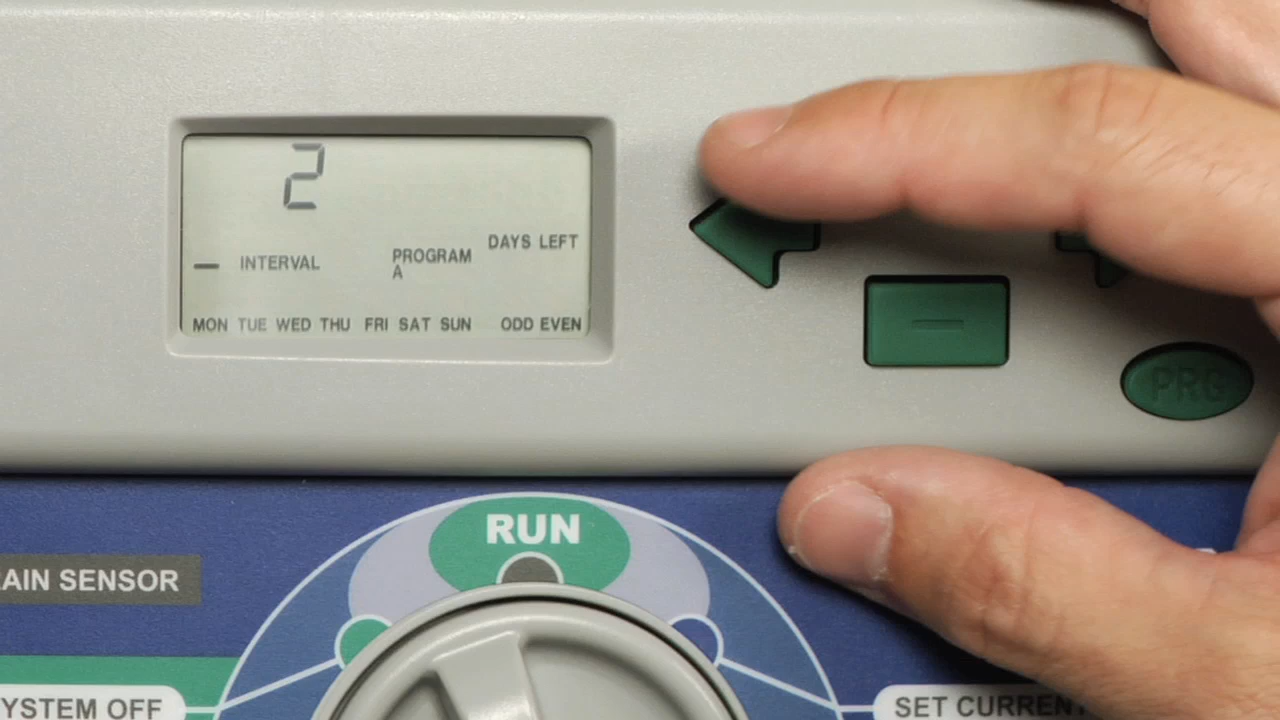 2
DAYS LEFT
INTERVAL PROGRAM
A
MON TUE WED THU FRI SAT SUN ODD EVEN
PRG
RUN
AIN SENSOR
YSTEM OFF
SET CURRENT